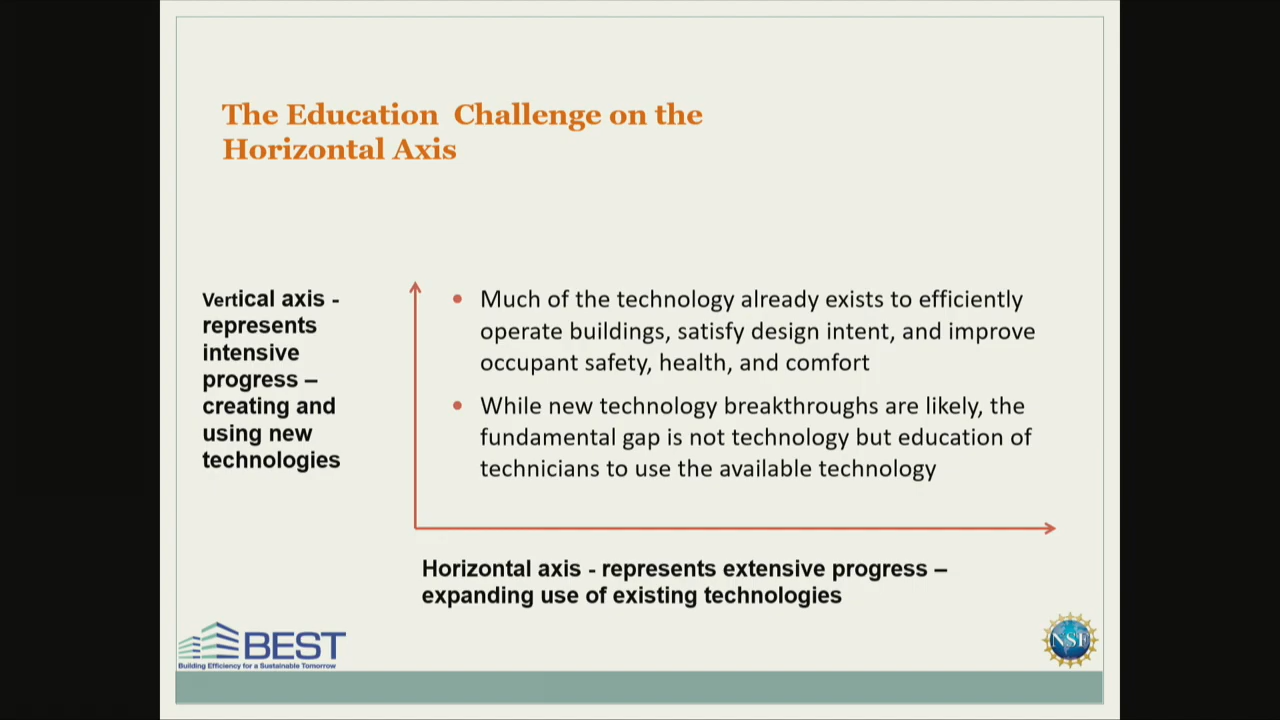 The Education Challenge on the
Horizontal Axis
Vertical axis -
represents
intensive
progress –
creating and
using new
technologies
• Much of the technology already exists to efficiently
operate buildings, satisfy design intent, and improve
occupant safety, health, and comfort
• While new technology breakthroughs are likely, the
fundamental gap is not technology but education of
technicians to use the available technology
Horizontal axis - represents extensive progress –
expanding use of existing technologies
BEST
Building Efficiency for a Sustainable Tomorrow
NSF